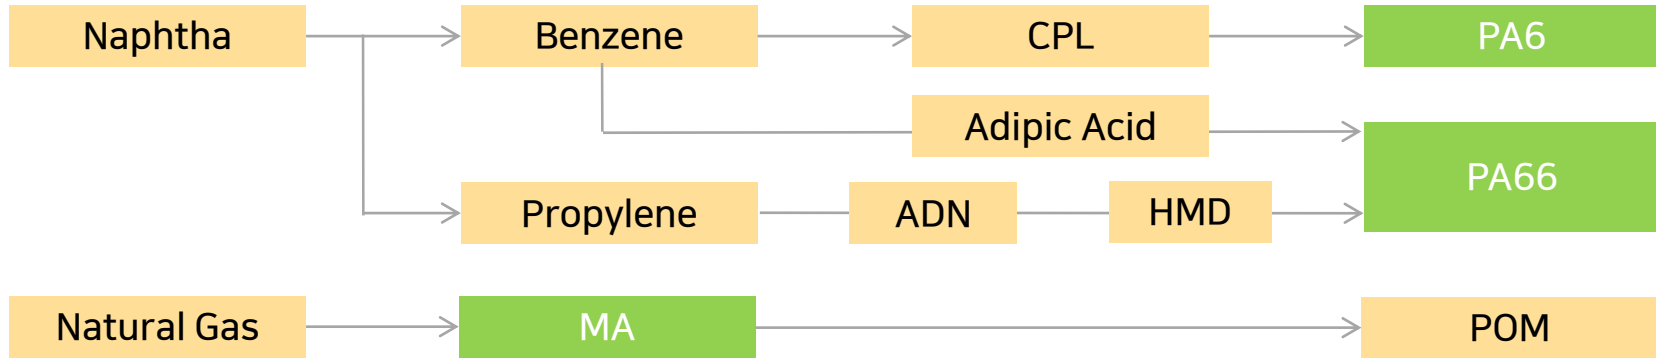 Naphtha
Benzene
CPL
PA6
Adipic Acid
PA66
Propylene
ADN
HMD
Natural Gas
MA
POM